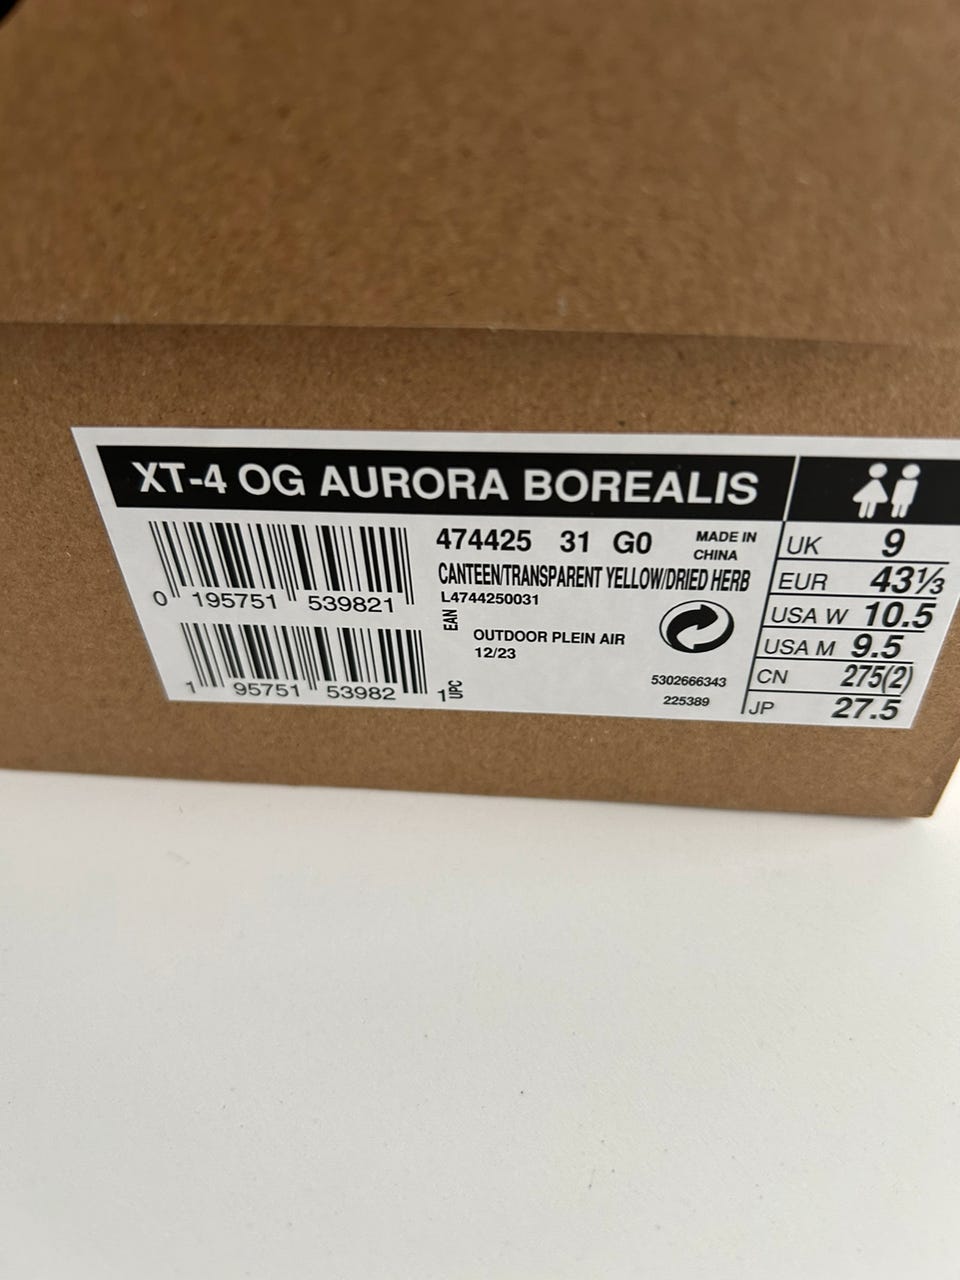 XT-4 OG AURORA BOREALIS
474425 31 G0
MADE IN
CHINA
CANTEEN/TRANSPARENT YELLOW/DRIED HERB
L4744250031
0 195751 539821
EAN
OUTDOOR PLEIN AIR
12/23
1 95751 53982 1
UPC
5302666343
225389
UK 9
EUR 43⅓
USA W 10.5
USA M 9.5
CN 275(2)
JP 27.5